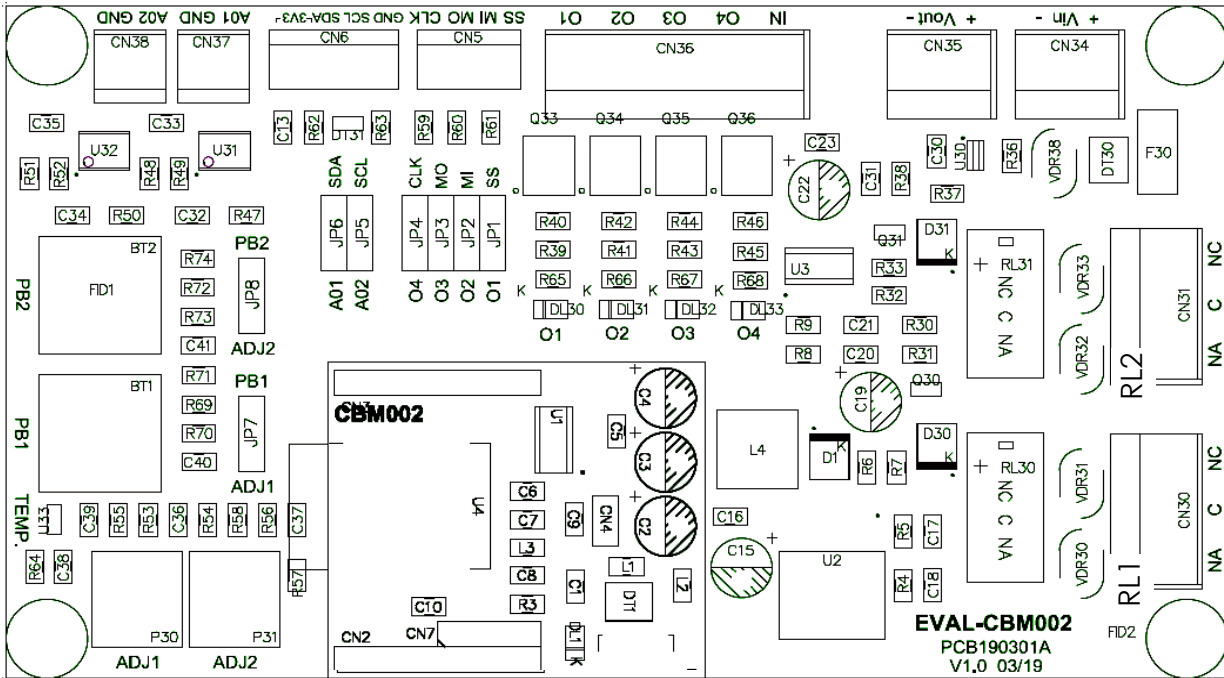 A02 GND A01 GND GND SCL SDA +3V3 SS MI MO CLK O1 O2 O3 O4 IN - Vout + - Vin +
CN38 CN37 CN6 CN5 CN36 CN35 CN34
C35 C33 C13 R62 DT31 R63 R59 R60 R61 Q33 Q34 Q35 Q36 C23 C30 U30 R36 VDR38 DT30 F30
U32 U31
R51 R52 R48 R49 SDA SCL CLK MO MI SS C22 C31 R38 R37
C34 R50 C32 R47 JP6 JP5 JP4 JP3 JP2 JP1 R40 R42 R44 R46 Q31 D31 K
BT2 PB2 R74 R39 R41 R43 R45 U3 R33 RL31 VDR33 NC
FID1 R72 JP8 A01 A02 O4 O3 O2 O1 R65 R66 R67 R68 R32 NC C NA CN31 C
PB2 R73 K DL30 K DL31 K DL32 K DL33 R9 C21 R30 VDR32
C41 ADJ2 O1 O2 O3 O4 R8 C20 R31 RL2 NA
BT1 R71 PB1 CN3 C4 C19 Q30
PB1 R69 JP7 CBM002 U1 C5 L4 D1 K D30 K
R70 C3 R6 R7 RL30 VDR31 NC
C40 ADJ1 U4 C6 NC C NA CN30
TEMP. U33 C39 R55 R53 C36 R54 R58 R56 C37 C7 C9 CN4 C2 C16 R5 C17 C
L3 C15 U2 VDR30
R64 C38 R57 C8 C1 L1 L2 R4 C18 RL1 NA
C10 R3 DT1
P30 P31 CN2 CN7 DL1 K EVAL-CBM002 FID2
ADJ1 ADJ2 PCB190301A
V1.0 03/19